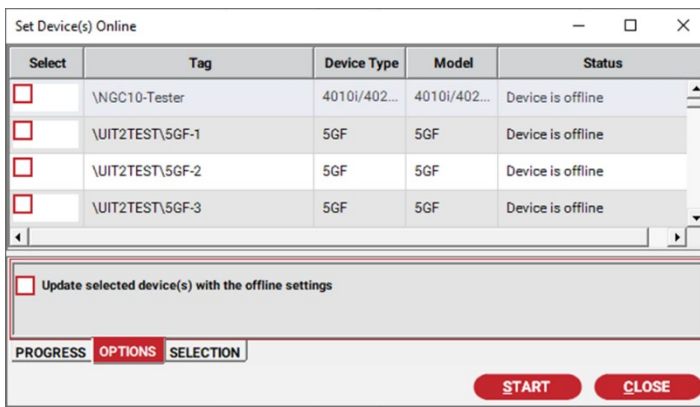 Set Device(s) Online
Select Tag Device Type Model Status
\NGC10-Tester 4010i/402... 4010i/402... Device is offline
\UIT2TEST\5GF-1 5GF 5GF Device is offline
\UIT2TEST\5GF-2 5GF 5GF Device is offline
\UIT2TEST\5GF-3 5GF 5GF Device is offline
Update selected device(s) with the offline settings
PROGRESS OPTIONS SELECTION
START CLOSE